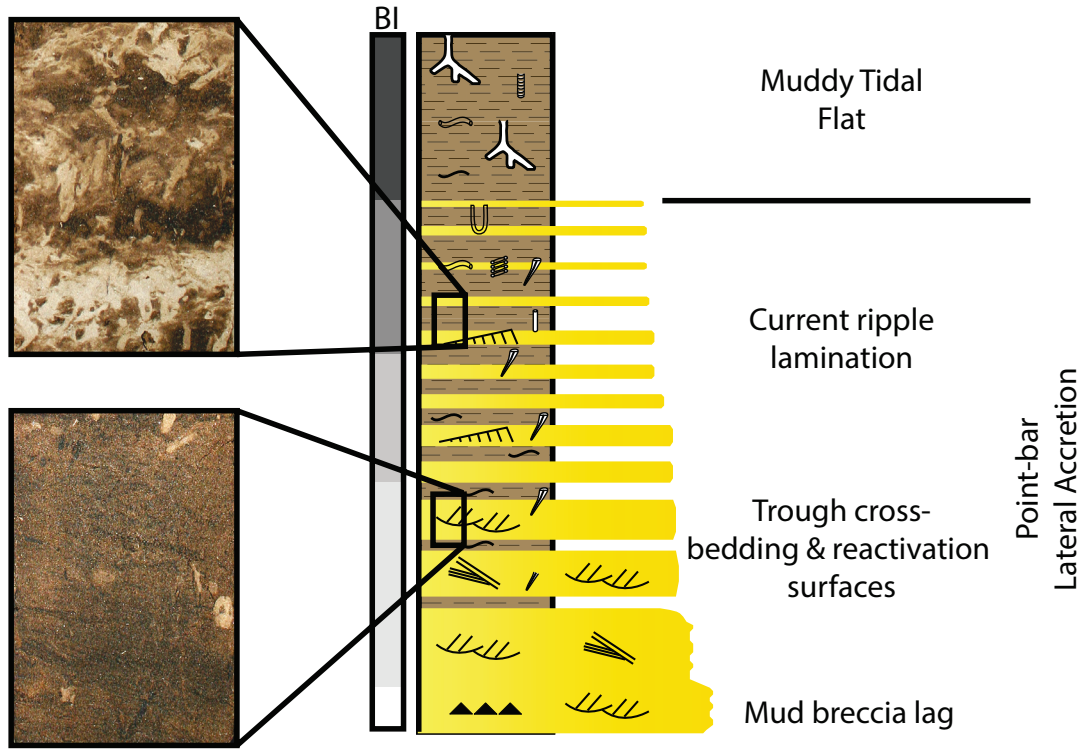 BI
Muddy Tidal
Flat
Current ripple
lamination
Trough cross-
bedding & reactivation
surfaces
Mud breccia lag
Point-bar
Lateral Accretion